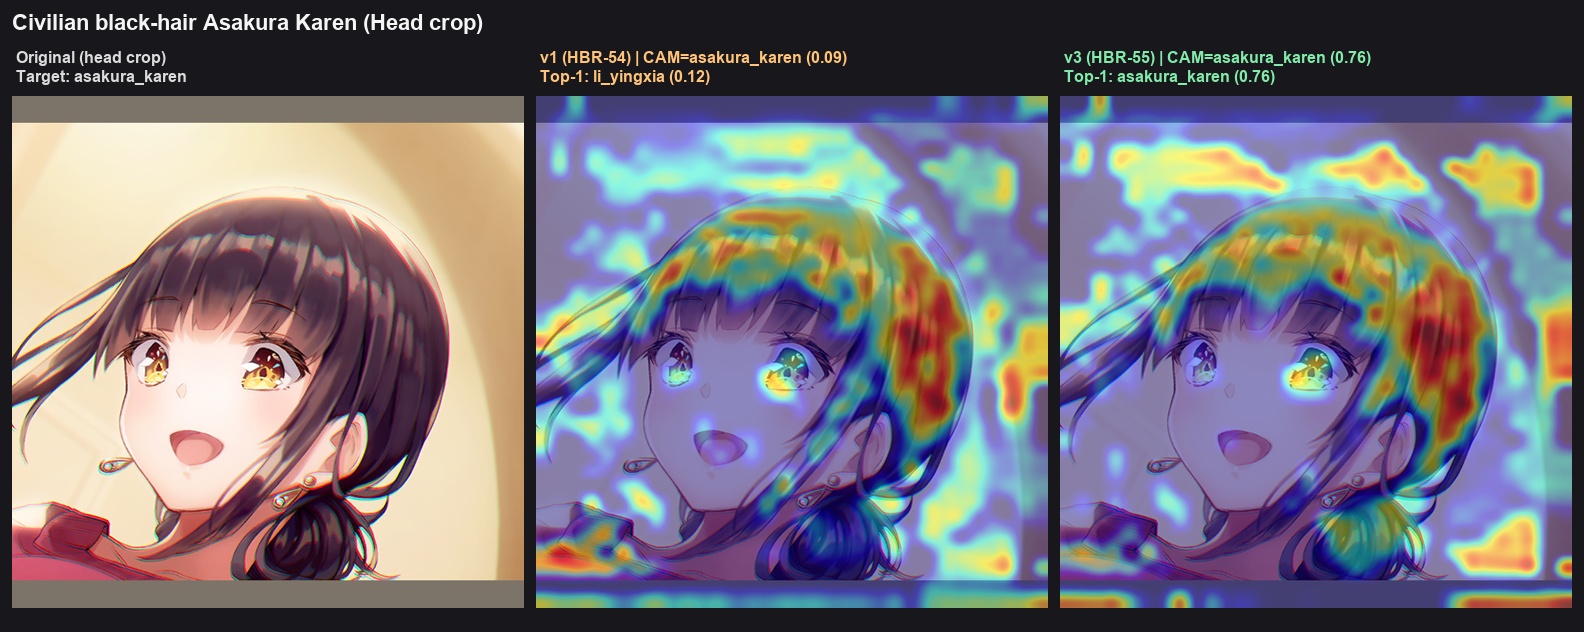 Civilian black-hair Asakura Karen (Head crop)
Original (head crop)
Target: asakura_karen
v1 (HBR-54) | CAM=asakura_karen (0.09)
Top-1: li_yingxia (0.12)
v3 (HBR-55) | CAM=asakura_karen (0.76)
Top-1: asakura_karen (0.76)